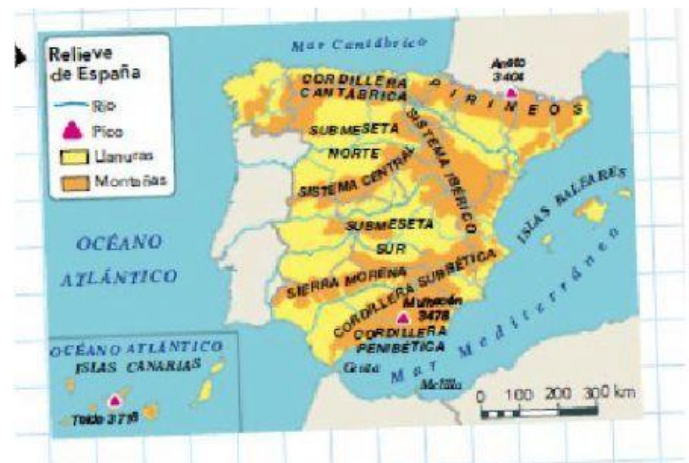 Relieve
de España
Río
Pico
Llanuras
Montañas
Mar Cantábrico
Aneto
3404
CORDILLERA
CANTÁBRICA
PIRINEOS
SUBMESETA
NORTE
SISTEMA IBÉRICO
SISTEMA CENTRAL
ISLAS BALEARES
SUBMESETA
SUR
OCÉANO
ATLÁNTICO
SIERRA MORENA
CORDILLERA SUBBÉTICA
Mulhacén
3478
CORDILLERA
PENIBÉTICA
Mar Mediterráneo
Ceuta
Melilla
OCÉANO ATLÁNTICO
ISLAS CANARIAS
Teide 3718
0 100 200 300 km